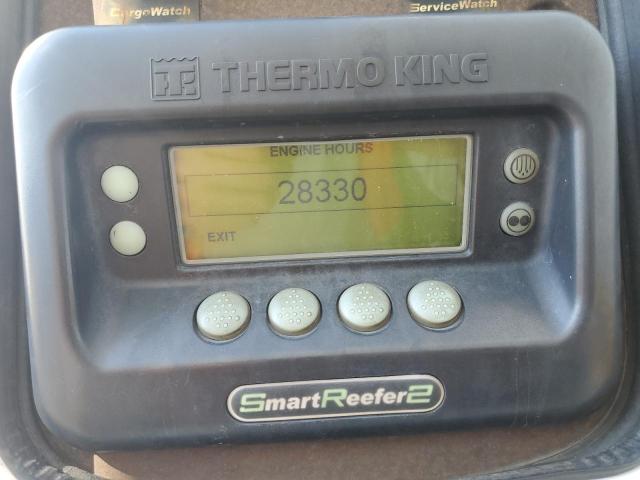 CargoWatch
ServiceWatch
THERMO KING
ENGINE HOURS
28330
EXIT
SmartReefer2